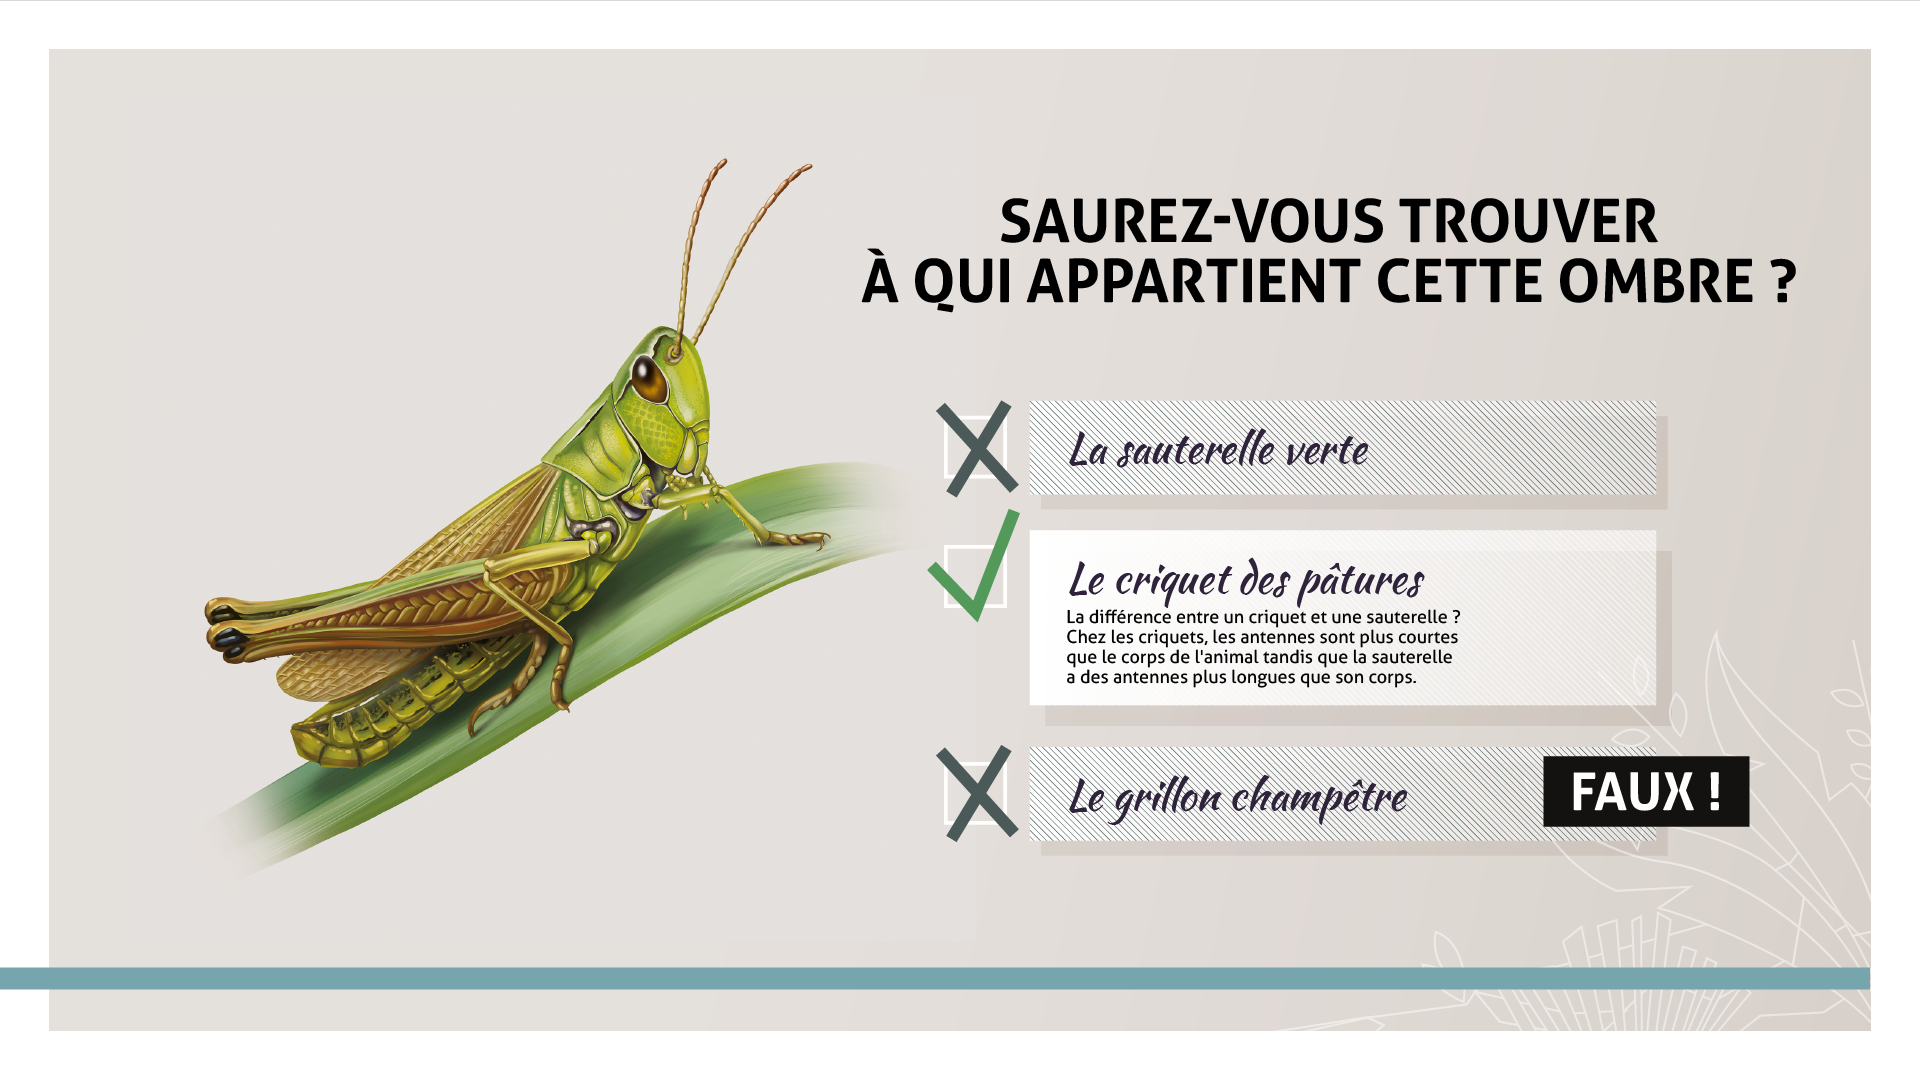 SAUREZ-VOUS TROUVER
À QUI APPARTIENT CETTE OMBRE ?
La sauterelle verte
Le criquet des pâtures
La différence entre un criquet et une sauterelle ?
Chez les criquets, les antennes sont plus courtes
que le corps de l'animal tandis que la sauterelle
a des antennes plus longues que son corps.
Le grillon champêtre
FAUX !